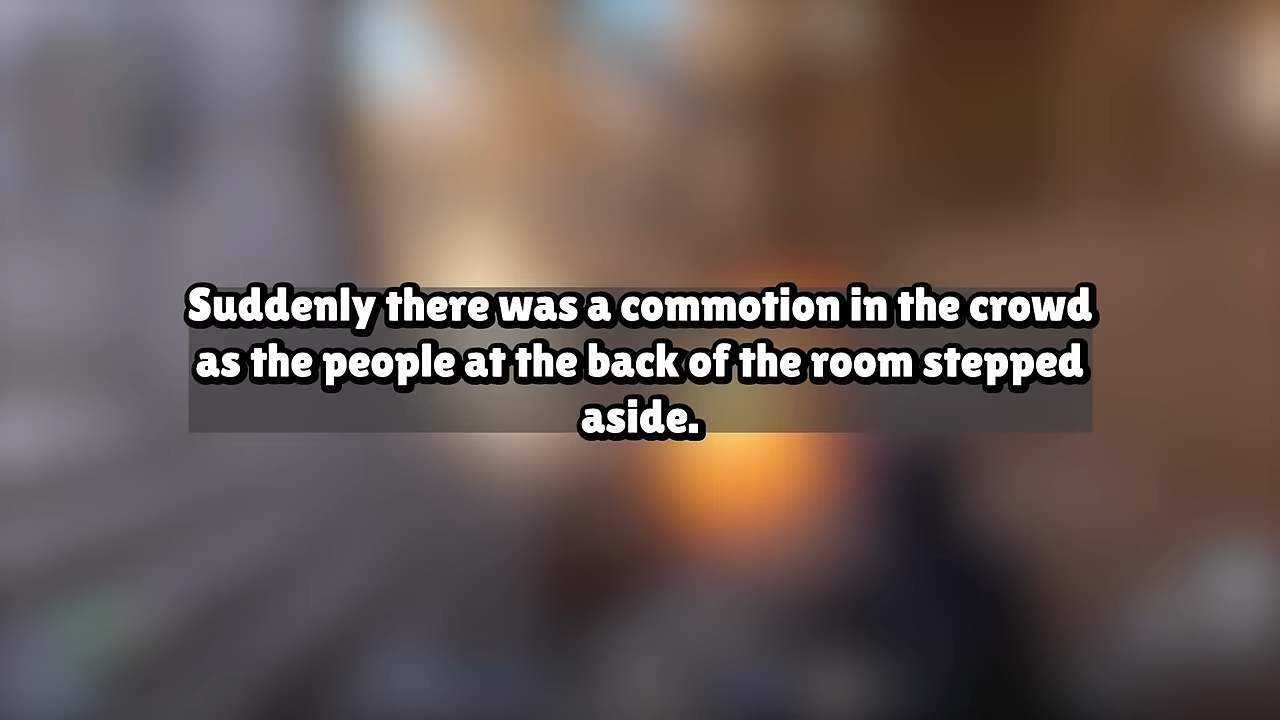 Suddenly there was a commotion in the crowd
as the people at the back of the room stepped
aside.